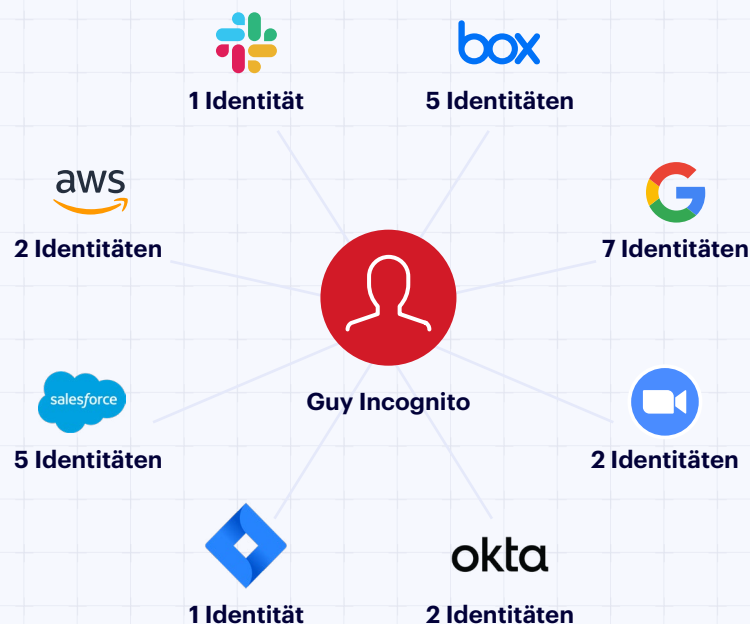 box
1 Identität
5 Identitäten
aws
2 Identitäten
G
7 Identitäten
salesforce
Guy Incognito
5 Identitäten
2 Identitäten
okta
1 Identität
2 Identitäten